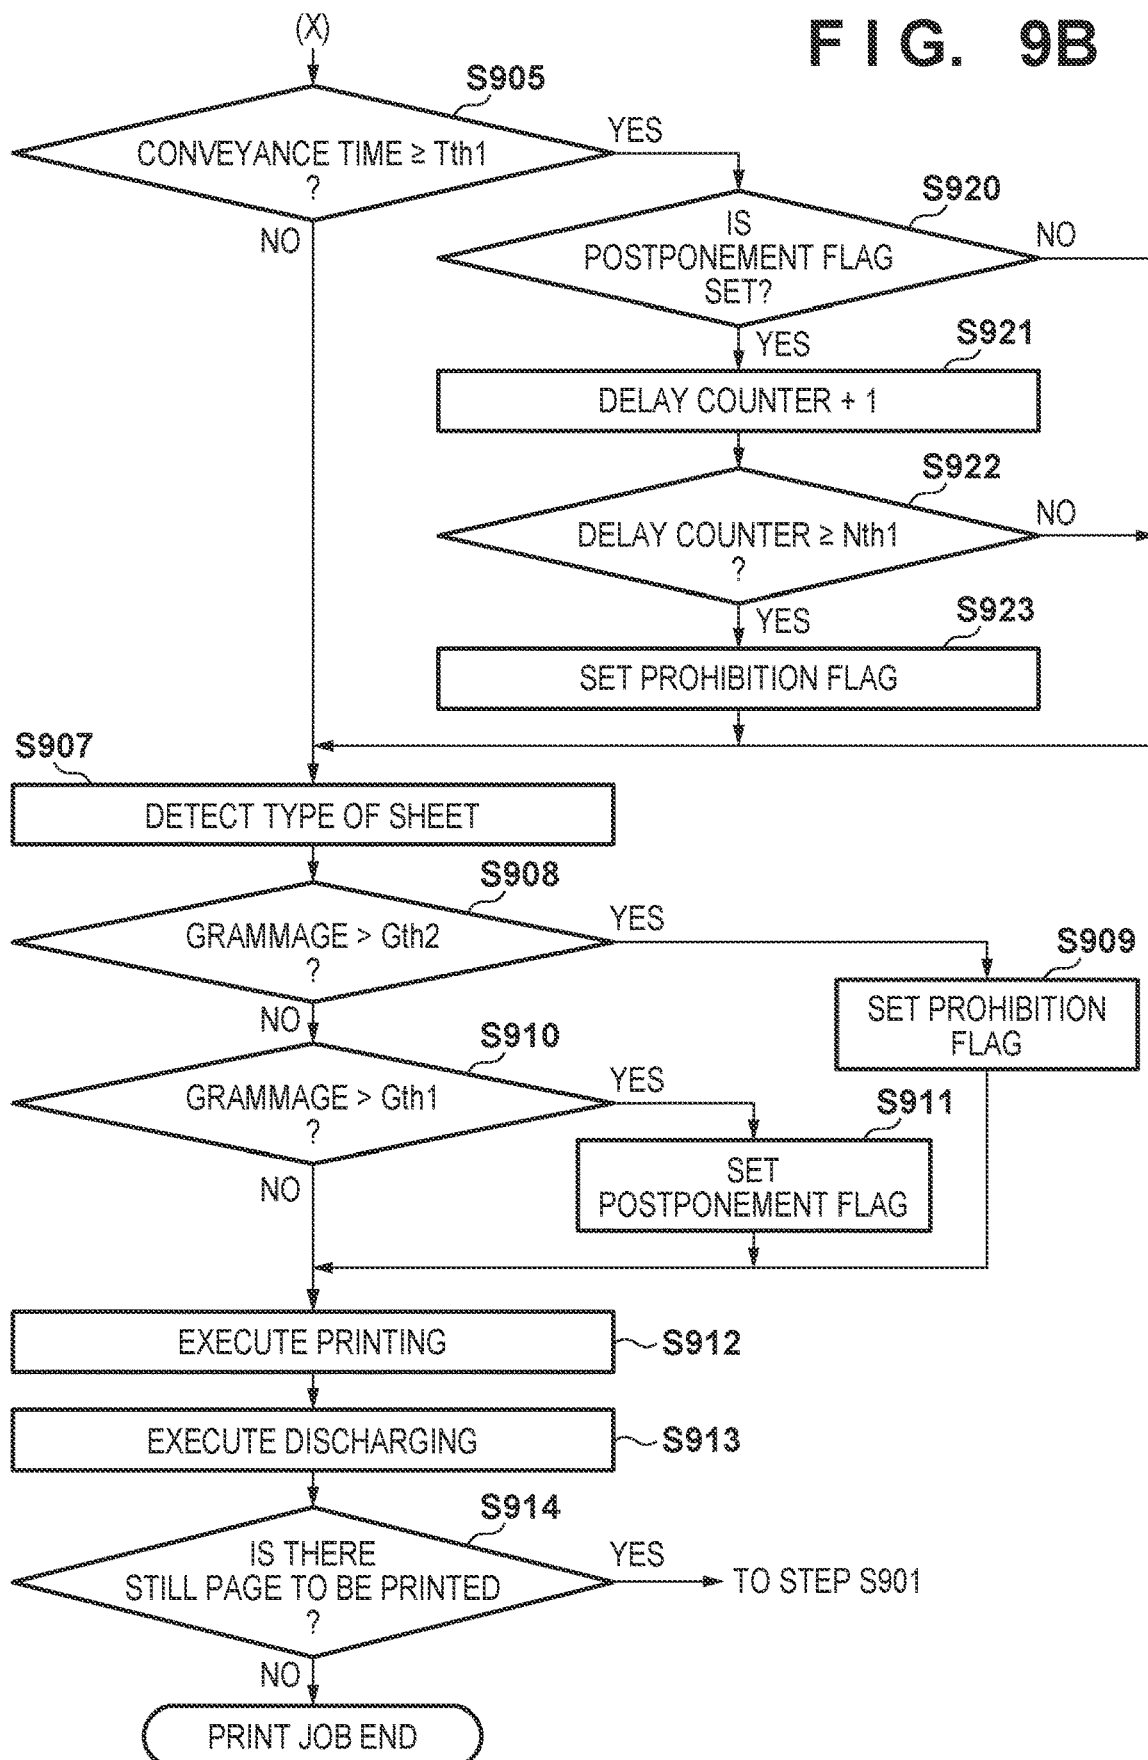 (X)
FIG. 9B
S905
CONVEYANCE TIME ≥ Tth1
?
YES
NO
S920
IS
POSTPONEMENT FLAG
SET?
NO
YES
S921
DELAY COUNTER + 1
S922
DELAY COUNTER ≥ Nth1
?
NO
YES
S923
SET PROHIBITION FLAG
S907
DETECT TYPE OF SHEET
S908
GRAMMAGE > Gth2
?
YES
NO
S909
SET PROHIBITION
FLAG
S910
GRAMMAGE > Gth1
?
YES
NO
S911
SET
POSTPONEMENT FLAG
EXECUTE PRINTING
S912
EXECUTE DISCHARGING
S913
S914
IS THERE
STILL PAGE TO BE PRINTED
?
YES
TO STEP S901
NO
PRINT JOB END